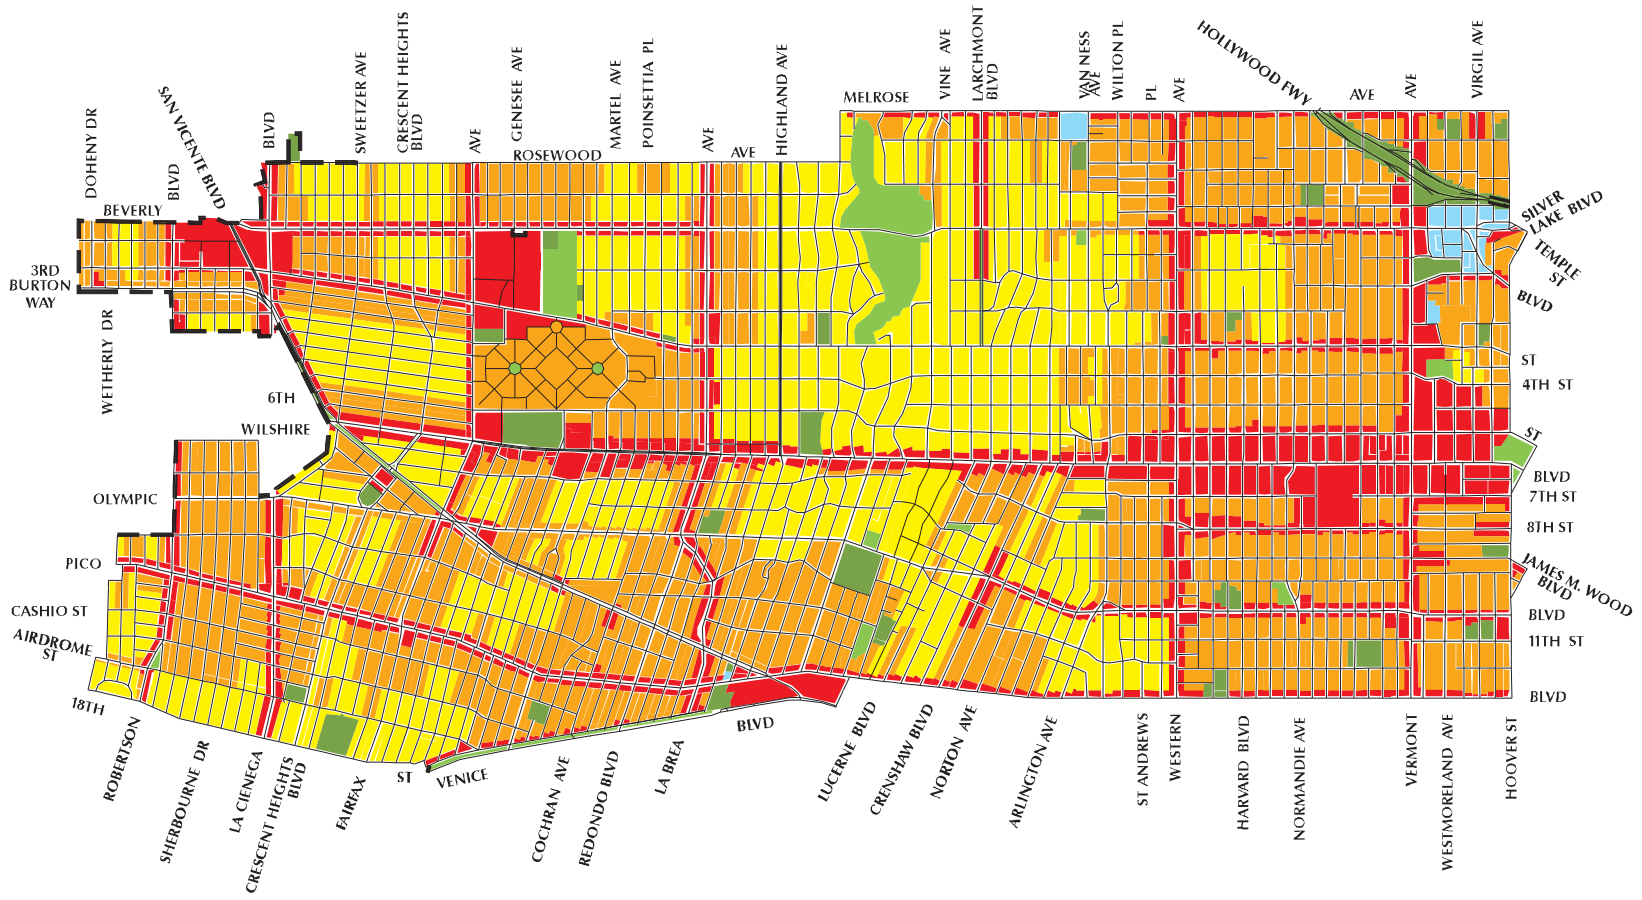 DOHENY DR
BLVD
SAN VICENTE BLVD
BLVD
SWEETZER AVE
CRESCENT HEIGHTS
BLVD
AVE
GENESEE AVE
MARTEL AVE
POINSETTIA PL
AVE
HIGHLAND AVE
VINE AVE
LARCHMONT
BLVD
VAN NESS
AVE
WILTON PL
PL
AVE
HOLLYWOOD FWY
AVE
VIRGIL AVE
MELROSE
AVE
ROSEWOOD
AVE
BEVERLY
3RD
BURTON
WAY
WETHERLY DR
6TH
WILSHIRE
OLYMPIC
PICO
CASHIO ST
AIRDROME
ST
18TH
SILVER
LAKE BLVD
TEMPLE
ST
BLVD
ST
4TH ST
ST
BLVD
7TH ST
8TH ST
JAMES M. WOOD
BLVD
BLVD
11TH ST
BLVD
ROBERTSON
SHERBOURNE DR
LA CIENEGA
CRESCENT HEIGHTS
BLVD
FAIRFAX
ST
VENICE
COCHRAN AVE
REDONDO BLVD
LA BREA
BLVD
LUCERNE BLVD
CRENSHAW BLVD
NORTON AVE
ARLINGTON AVE
ST ANDREWS
WESTERN
HARVARD BLVD
NORMANDIE AVE
VERMONT
WESTMORELAND AVE
HOOVER ST